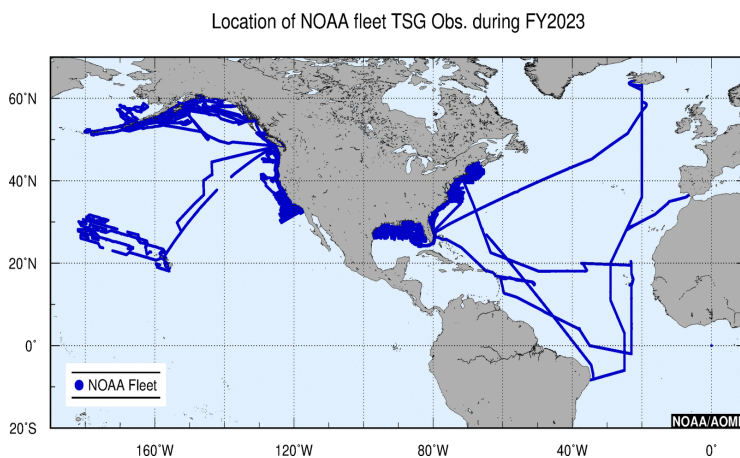 Location of NOAA fleet TSG Obs. during FY2023
60°N
40°N
20°N
0°
20°S
NOAA Fleet
NOAA/AOML
160°W 120°W 80°W 40°W 0°